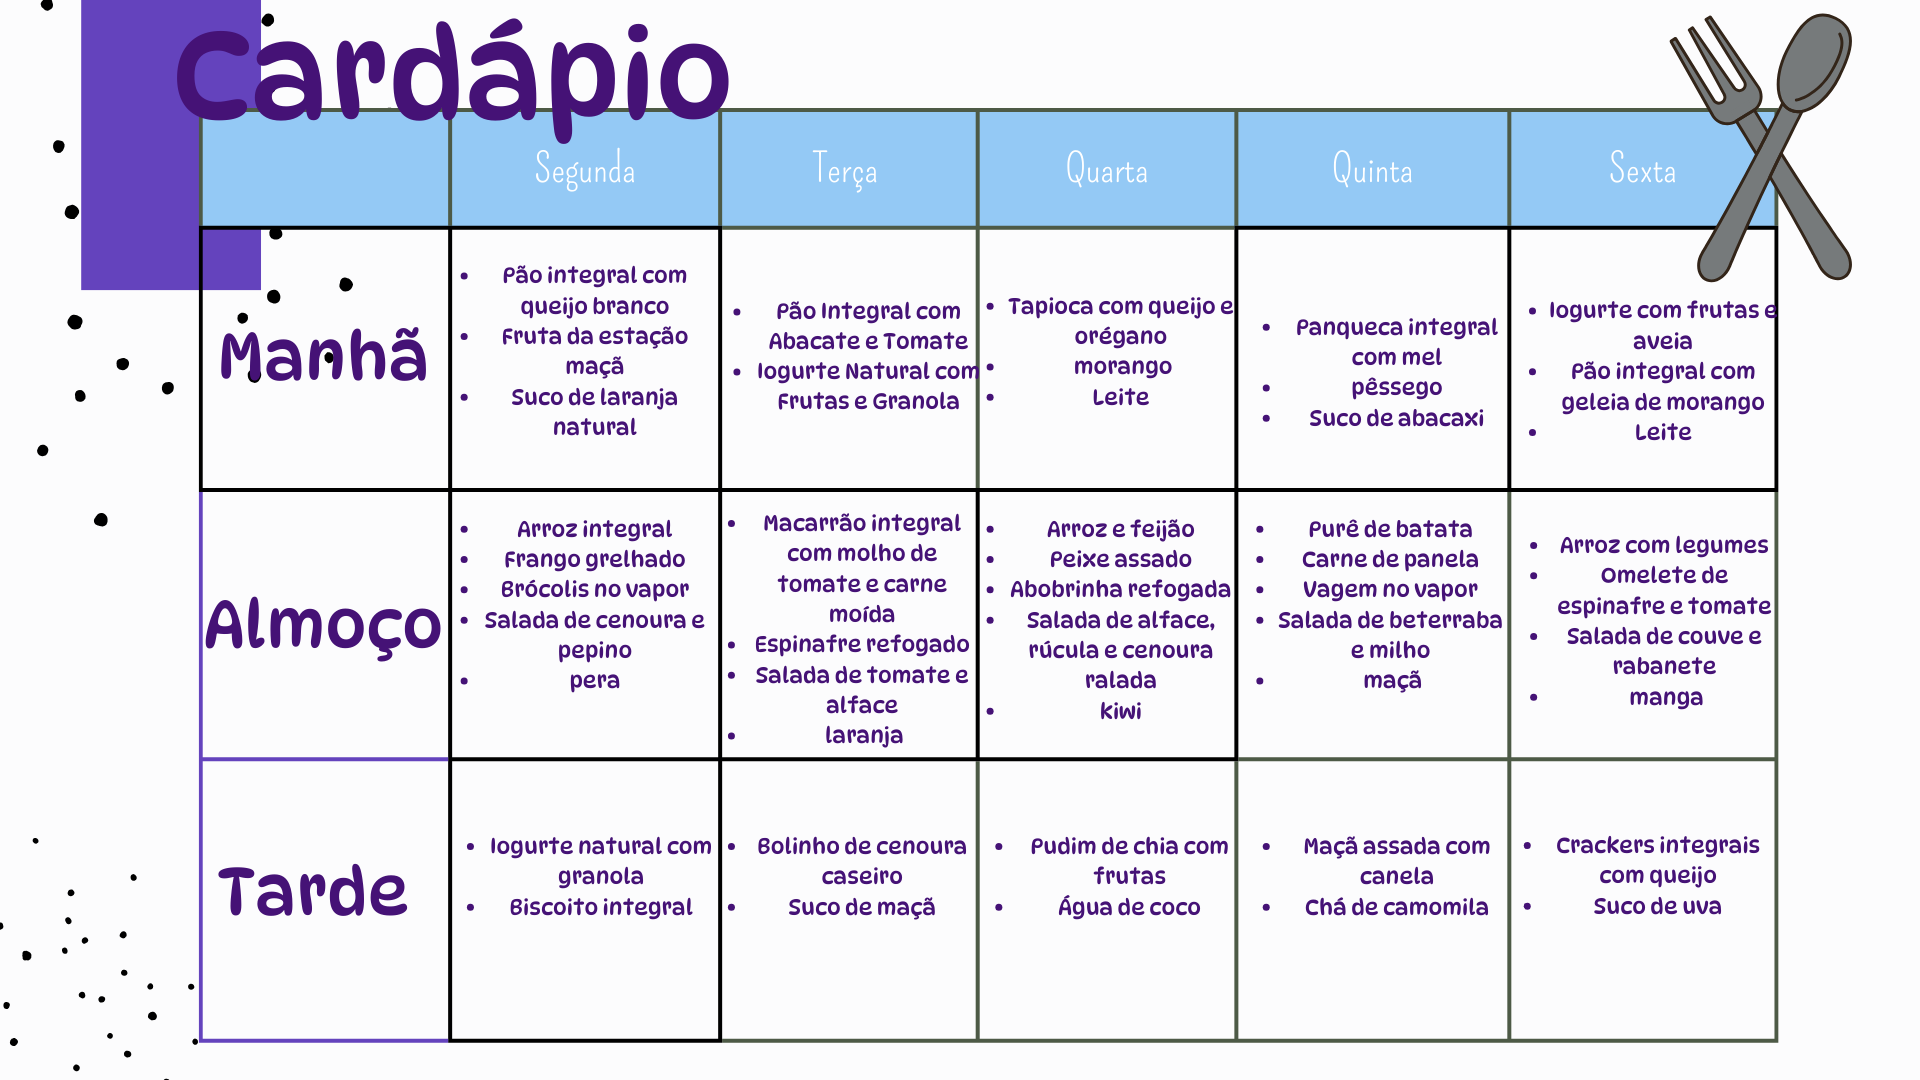 Cardápio
Segunda
Terça
Quarta
Quinta
Sexta
Manhã
Pão integral com
queijo branco
Fruta da estação
maçã
Suco de laranja
natural
Pão Integral com
Abacate e Tomate
Iogurte Natural com
Frutas e Granola
Tapioca com queijo e
orégano
morango
Leite
Panqueca integral
com mel
pêssego
Suco de abacaxi
Iogurte com frutas e
aveia
Pão integral com
geleia de morango
Leite
Almoço
Arroz integral
Frango grelhado
Brócolis no vapor
Salada de cenoura e
pepino
pera
Macarrão integral
com molho de
tomate e carne
moída
Espinafre refogado
Salada de tomate e
alface
laranja
Arroz e feijão
Peixe assado
Abobrinha refogada
Salada de alface,
rúcula e cenoura
ralada
kiwi
Purê de batata
Carne de panela
Vagem no vapor
Salada de beterraba
e milho
maçã
Arroz com legumes
Omelete de
espinafre e tomate
Salada de couve e
rabanete
manga
Tarde
Iogurte natural com
granola
Biscoito integral
Bolinho de cenoura
caseiro
Suco de maçã
Pudim de chia com
frutas
Água de coco
Maçã assada com
canela
Chá de camomila
Crackers integrais
com queijo
Suco de uva